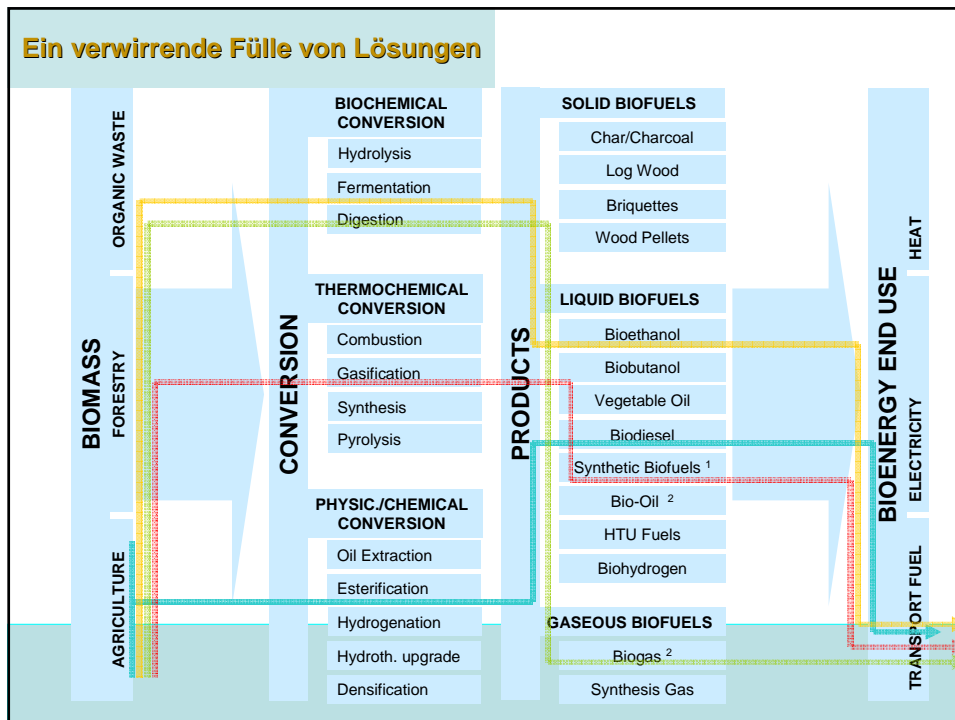 Ein verwirrende Fülle von Lösungen
BIOMASS
ORGANIC WASTE
FORESTRY
AGRICULTURE
CONVERSION
BIOCHEMICAL
CONVERSION
Hydrolysis
Fermentation
Digestion
THERMOCHEMICAL
CONVERSION
Combustion
Gasification
Synthesis
Pyrolysis
PHYSIC./CHEMICAL
CONVERSION
Oil Extraction
Esterification
Hydrogenation
Hydroth. upgrade
Densification
PRODUCTS
SOLID BIOFUELS
Char/Charcoal
Log Wood
Briquettes
Wood Pellets
LIQUID BIOFUELS
Bioethanol
Biobutanol
Vegetable Oil
Biodiesel
Synthetic Biofuels ¹
Bio-Oil ²
HTU Fuels
Biohydrogen
GASEOUS BIOFUELS
Biogas ²
Synthesis Gas
BIOENERGY END USE
HEAT
ELECTRICITY
TRANSPORT FUEL